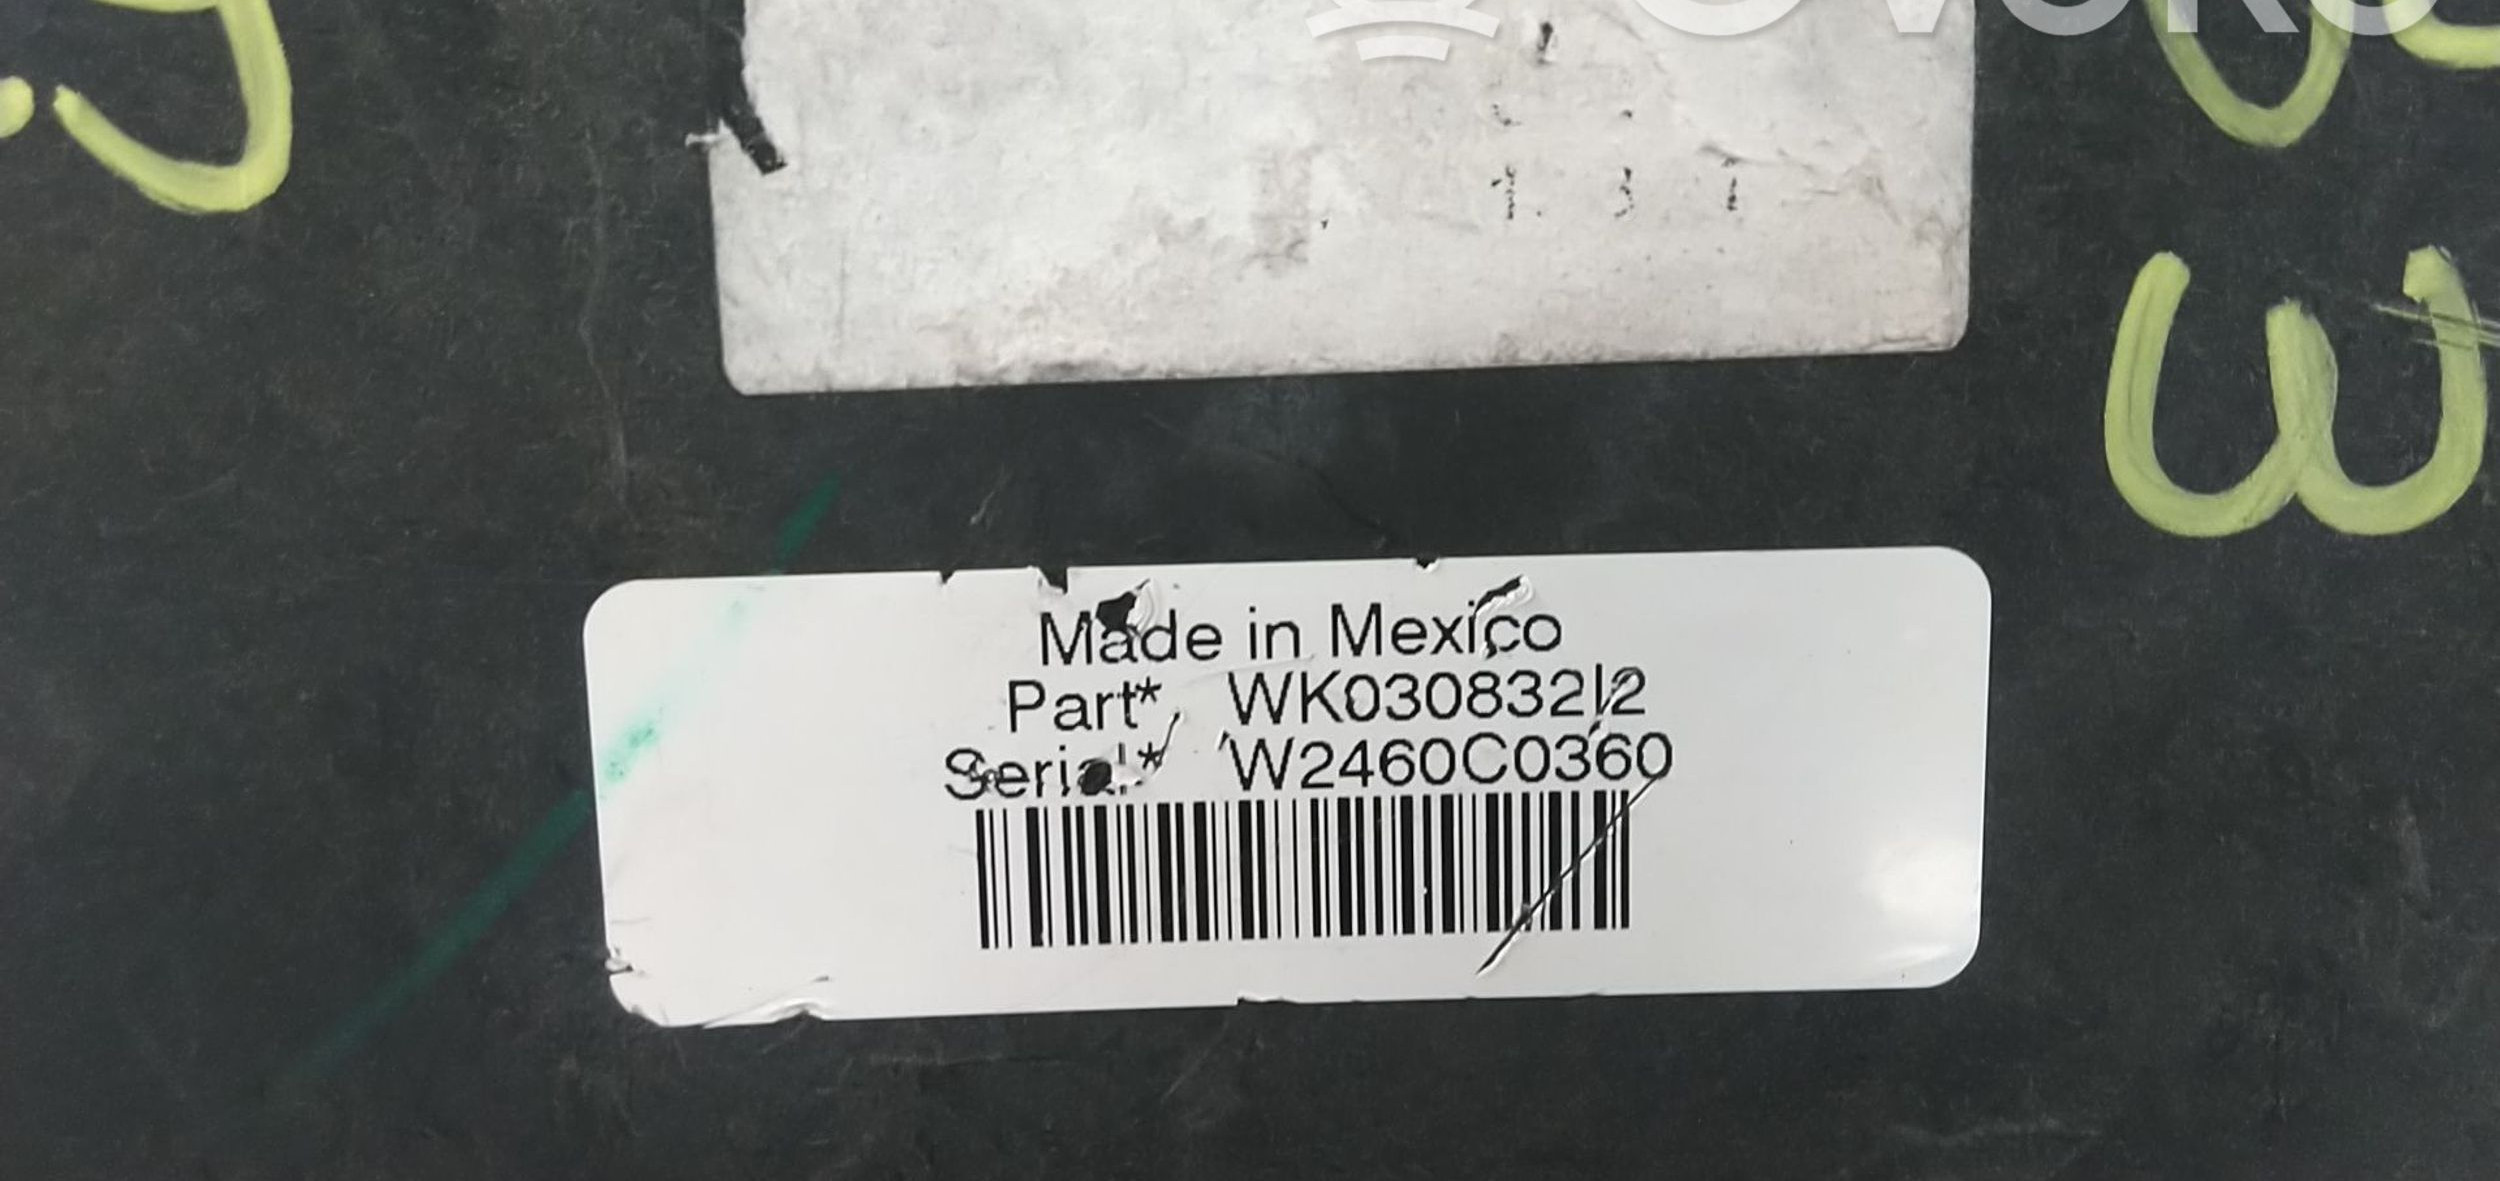 Made in Mexico
Part* WK030832I2
Serial* W2460C0360